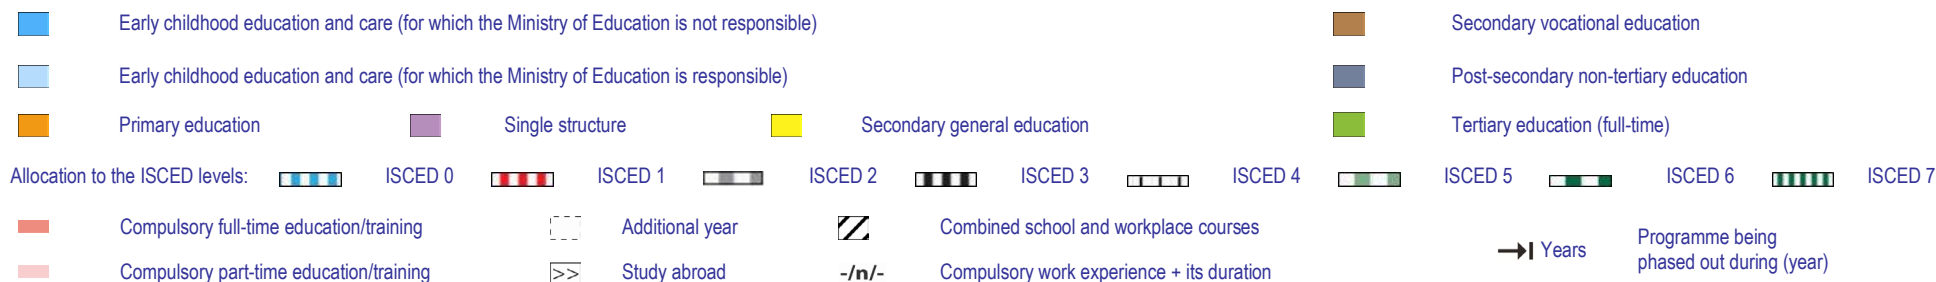 Early childhood education and care (for which the Ministry of Education is not responsible) Secondary vocational education
Early childhood education and care (for which the Ministry of Education is responsible) Post-secondary non-tertiary education
Primary education Single structure Secondary general education Tertiary education (full-time)
Allocation to the ISCED levels: ISCED 0 ISCED 1 ISCED 2 ISCED 3 ISCED 4 ISCED 5 ISCED 6 ISCED 7
Compulsory full-time education/training Additional year Combined school and workplace courses
Compulsory part-time education/training >> Study abroad -/n/- Compulsory work experience + its duration
Years Programme being
phased out during (year)